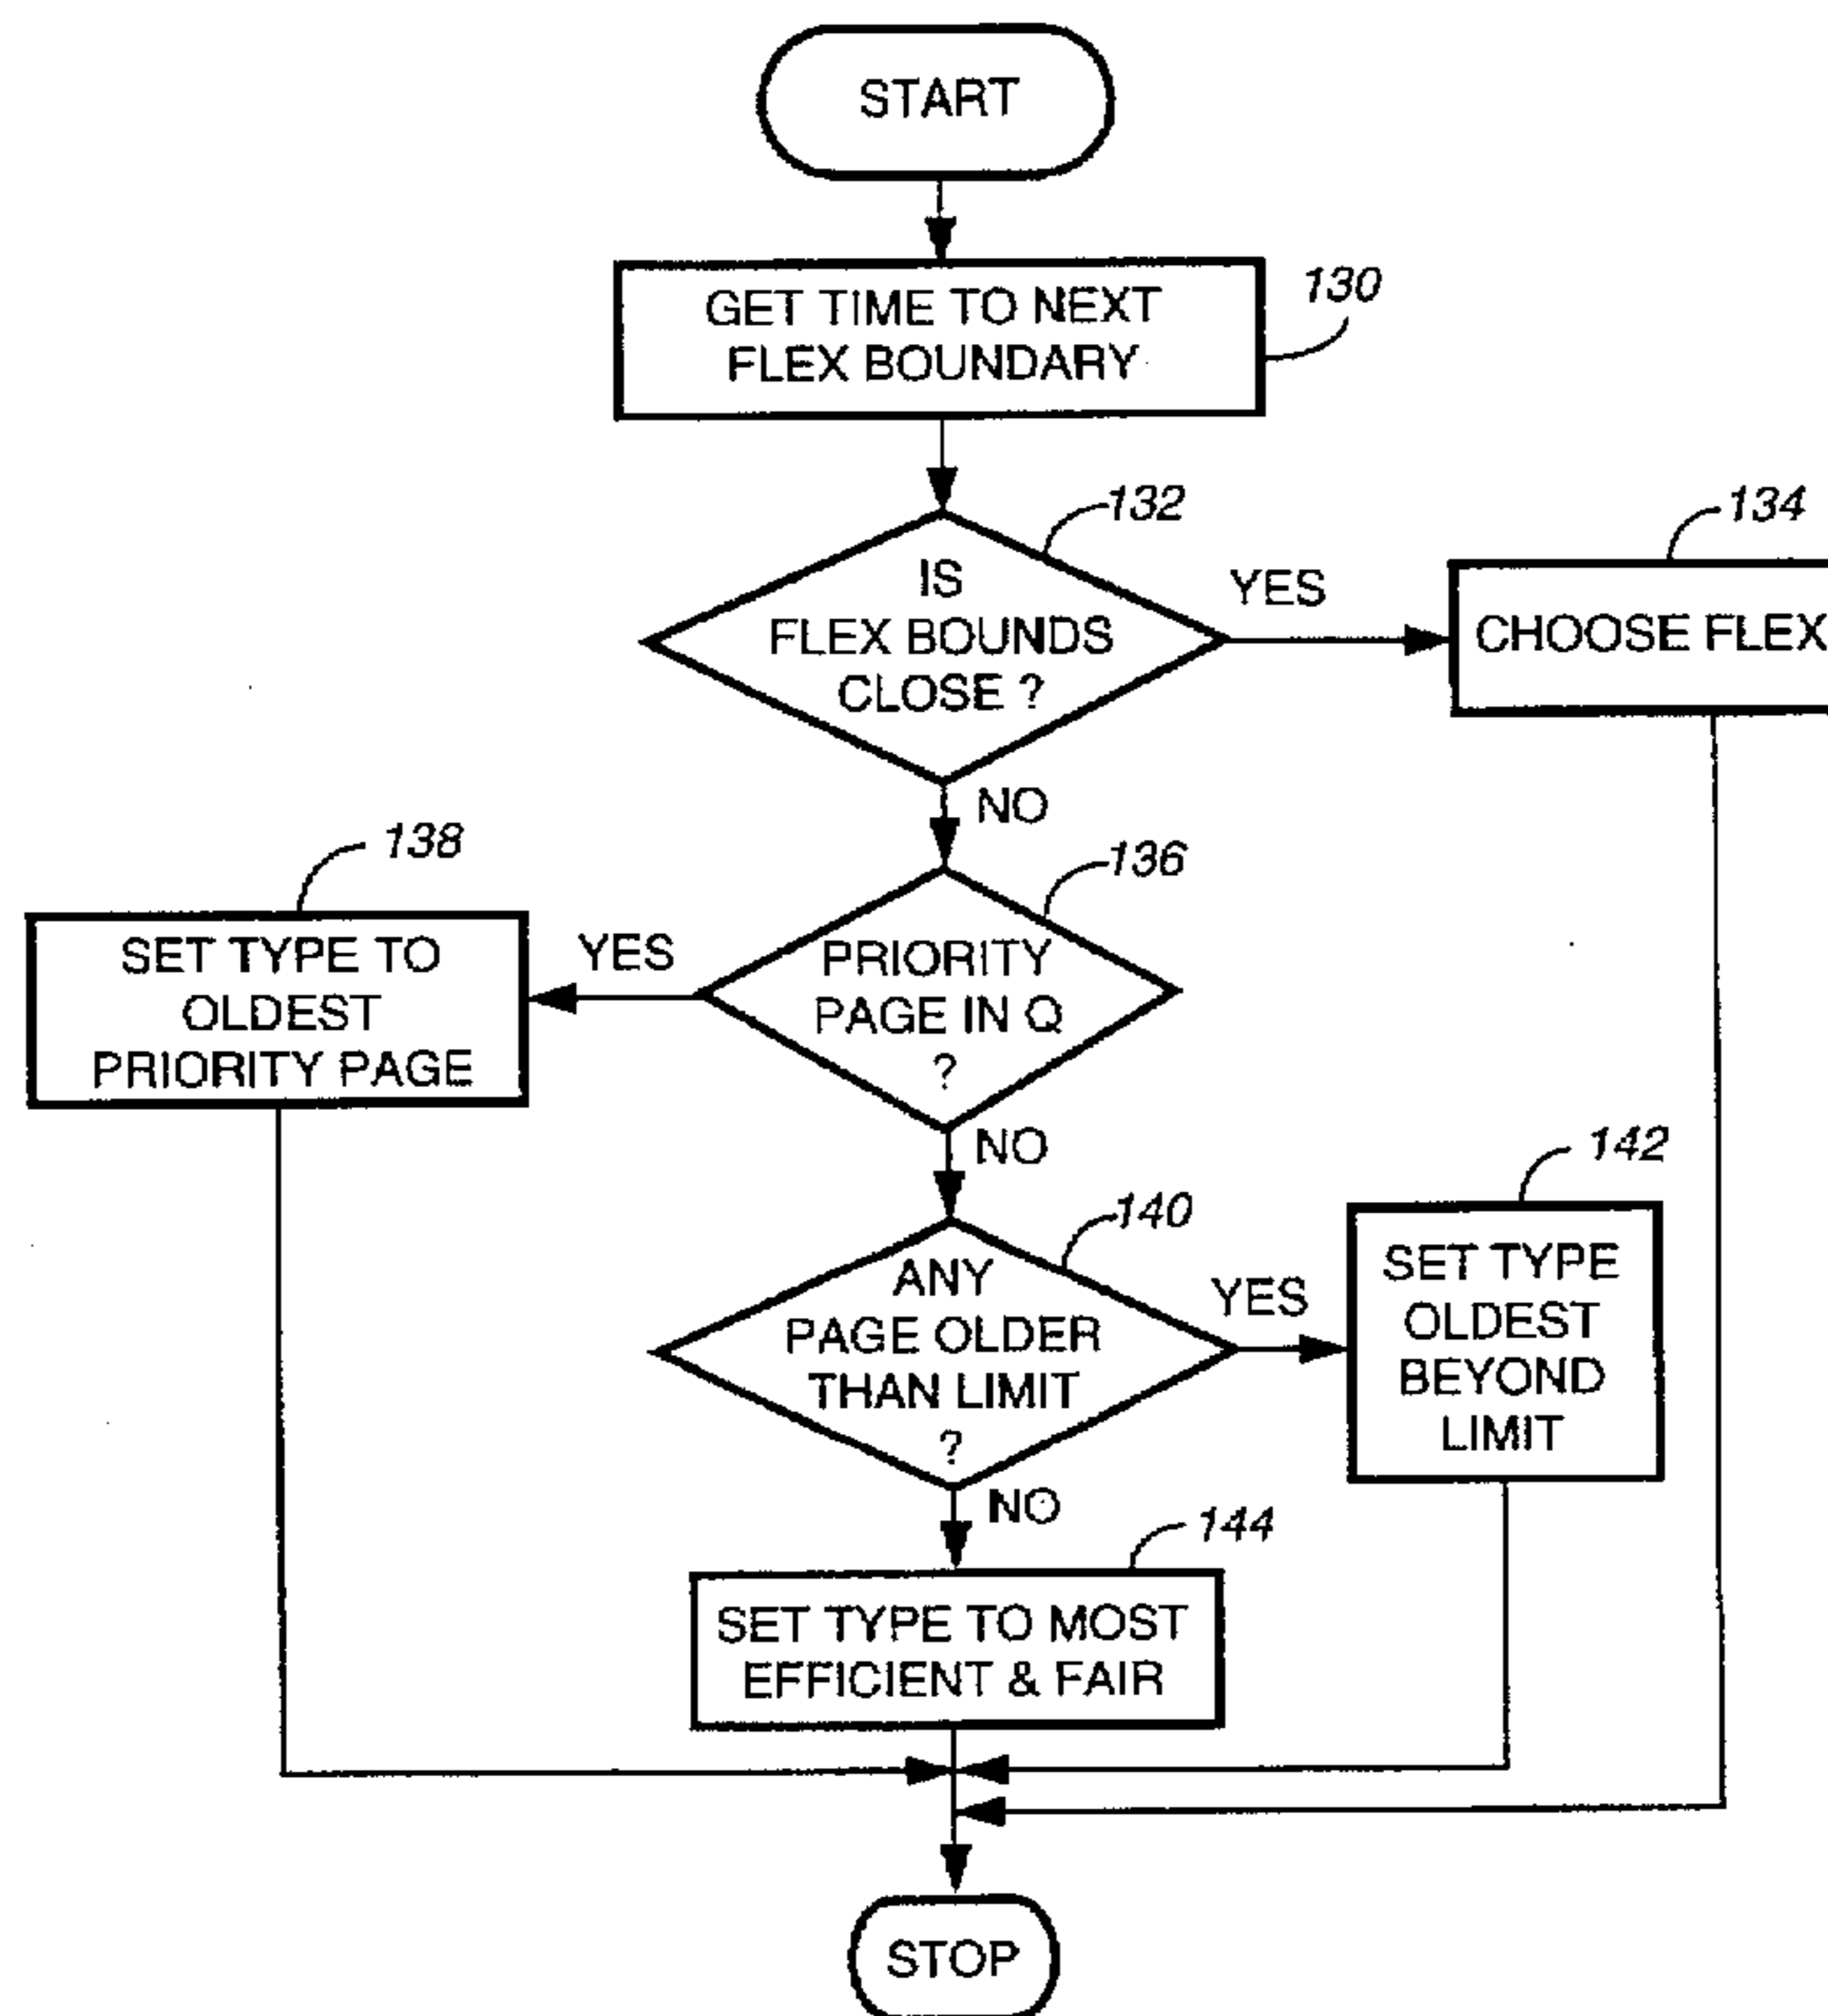 START
GET TIME TO NEXT
FLEX BOUNDARY
130
132
IS
FLEX BOUNDS
CLOSE ?
YES
134
CHOOSE FLEX
NO
138
SET TYPE TO
OLDEST
PRIORITY PAGE
YES
136
PRIORITY
PAGE IN Q
?
NO
140
ANY
PAGE OLDER
THAN LIMIT
?
YES
142
SET TYPE
OLDEST
BEYOND
LIMIT
NO
144
SET TYPE TO MOST
EFFICIENT & FAIR
STOP